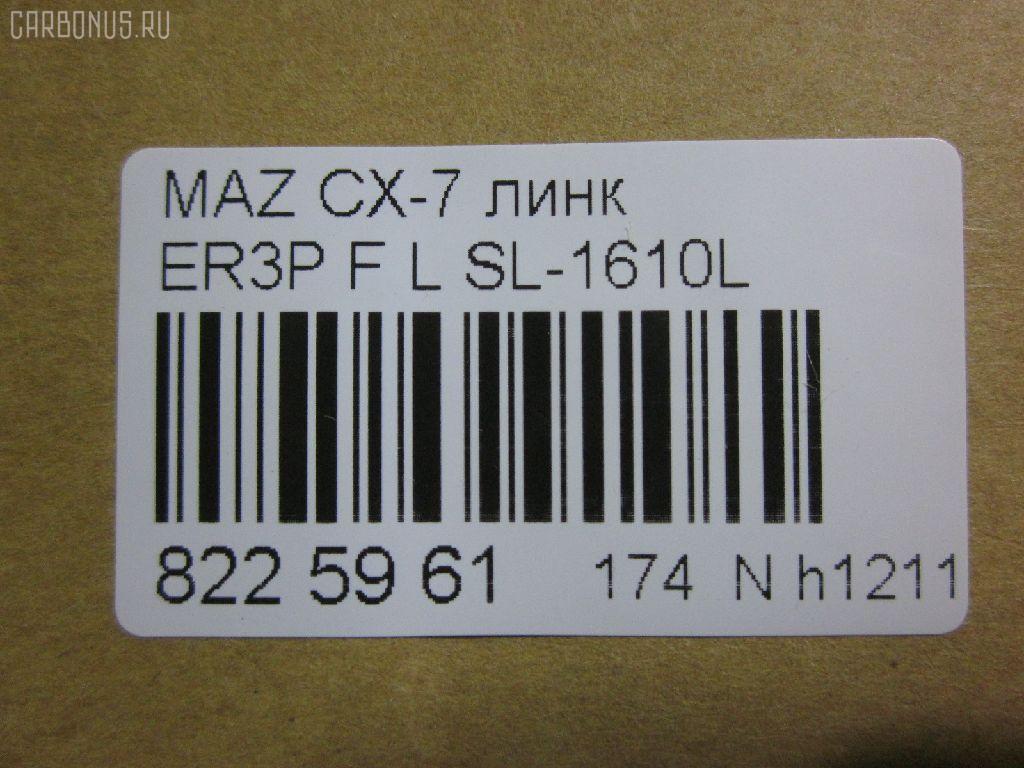 CARBONUS.RU
MAZ CX-7 линк
ER3P F L SL-1610L
822 59 61 174 N h1211